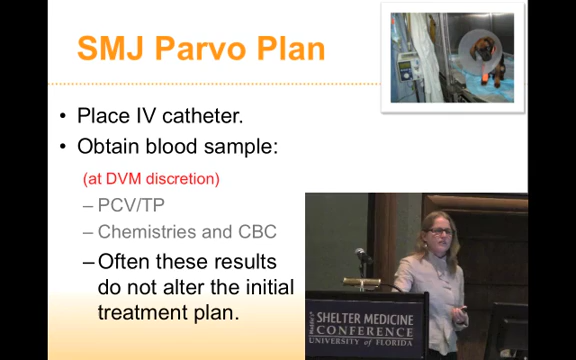 SMJ Parvo Plan
• Place IV catheter.
• Obtain blood sample:
(at DVM discretion)
– PCV/TP
– Chemistries and CBC
– Often these results
do not alter the initial
treatment plan.
SHELTER MEDICINE
CONFERENCE
UNIVERSITY of FLORIDA